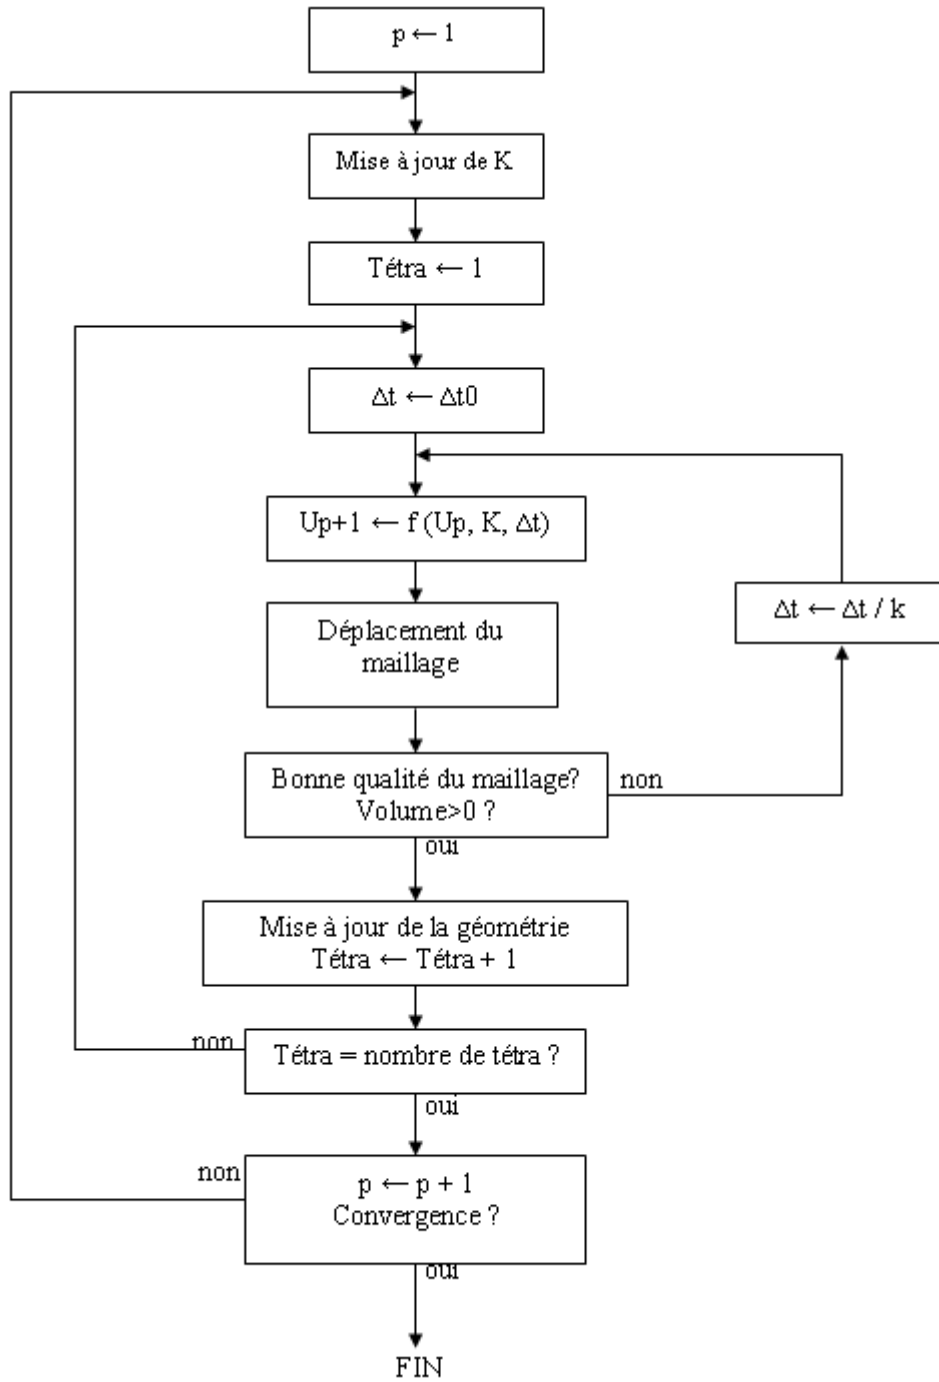 p ← 1
Mise à jour de K
Tétra ← 1
Δt ← Δt0
Up+1 ← f (Up, K, Δt)
Δt ← Δt / k
Déplacement du
maillage
Bonne qualité du maillage?
Volume>0 ?
non
oui
Mise à jour de la géométrie
Tétra ← Tétra + 1
non
Tétra = nombre de tétra ?
oui
non
p ← p + 1
Convergence ?
oui
FIN